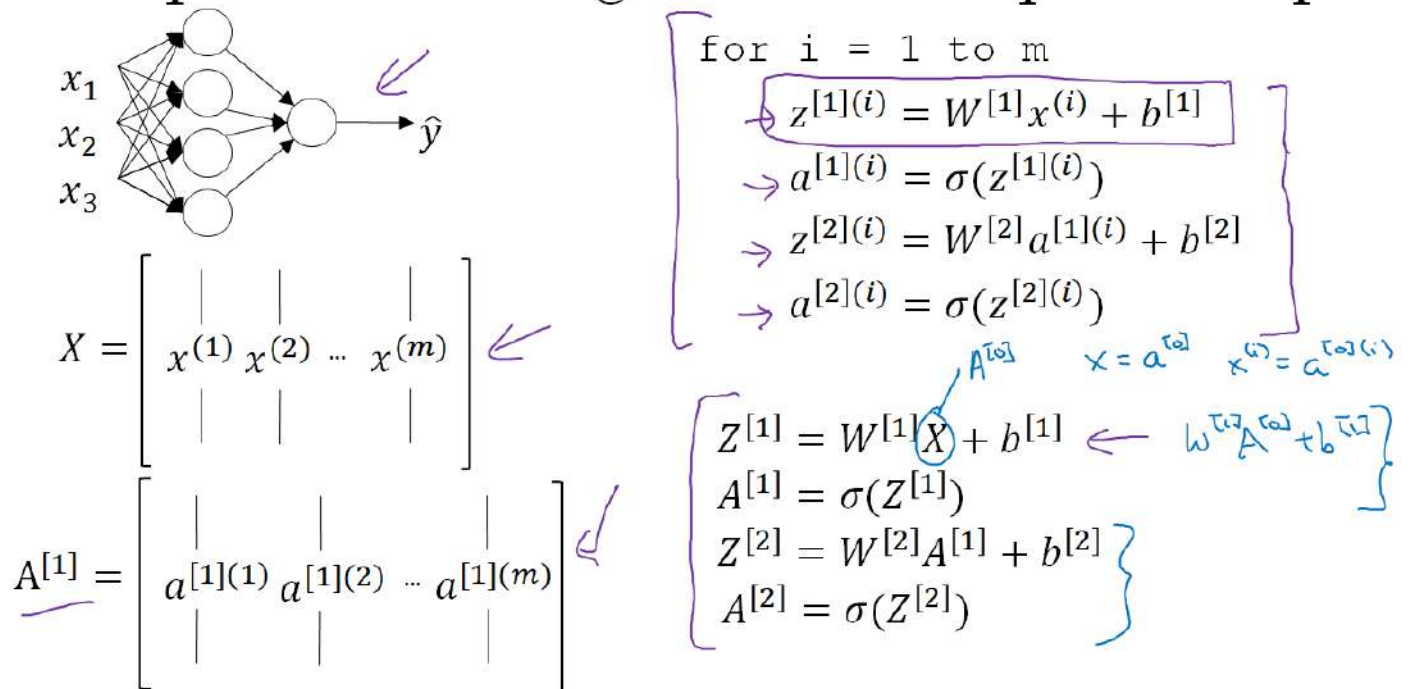 x₁
x₂
x₃
ŷ
X = [ x⁽¹⁾ x⁽²⁾ ... x⁽ᵐ⁾ ]
A^[1] = [ a^[1](1) a^[1](2) ... a^[1](m) ]
for i = 1 to m
→ z^[1](i) = W^[1]x^(i) + b^[1]
→ a^[1](i) = σ(z^[1](i))
→ z^[2](i) = W^[2]a^[1](i) + b^[2]
→ a^[2](i) = σ(z^[2](i))
A^[0] x = a^[0] x^(i) = a^[0](i)
Z^[1] = W^[1]X + b^[1] ← W^[1]A^[0] + b^[1]
A^[1] = σ(Z^[1])
Z^[2] = W^[2]A^[1] + b^[2]
A^[2] = σ(Z^[2])